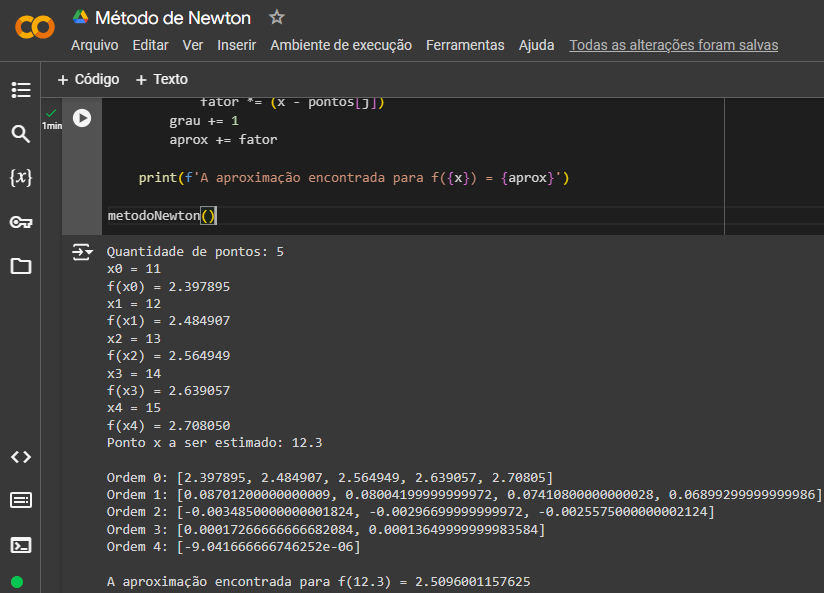 Método de Newton
Arquivo Editar Ver Inserir Ambiente de execução Ferramentas Ajuda Todas as alterações foram salvas
+ Código + Texto
1min
fator *= (x - pontos[j])
grau += 1
aprox += fator
print(f'A aproximação encontrada para f({x}) = {aprox}')
metodoNewton()
{x}
Quantidade de pontos: 5
x0 = 11
f(x0) = 2.397895
x1 = 12
f(x1) = 2.484907
x2 = 13
f(x2) = 2.564949
x3 = 14
f(x3) = 2.639057
x4 = 15
f(x4) = 2.708050
Ponto x a ser estimado: 12.3
Ordem 0: [2.397895, 2.484907, 2.564949, 2.639057, 2.70805]
Ordem 1: [0.08701200000000009, 0.08004199999999972, 0.07410800000000028, 0.06899299999999986]
Ordem 2: [-0.0034850000000001824, -0.00296699999999972, -0.0025575000000002124]
Ordem 3: [0.00017266666666682084, 0.00013649999999983584]
Ordem 4: [-9.041666666746252e-06]
A aproximação encontrada para f(12.3) = 2.5096001157625